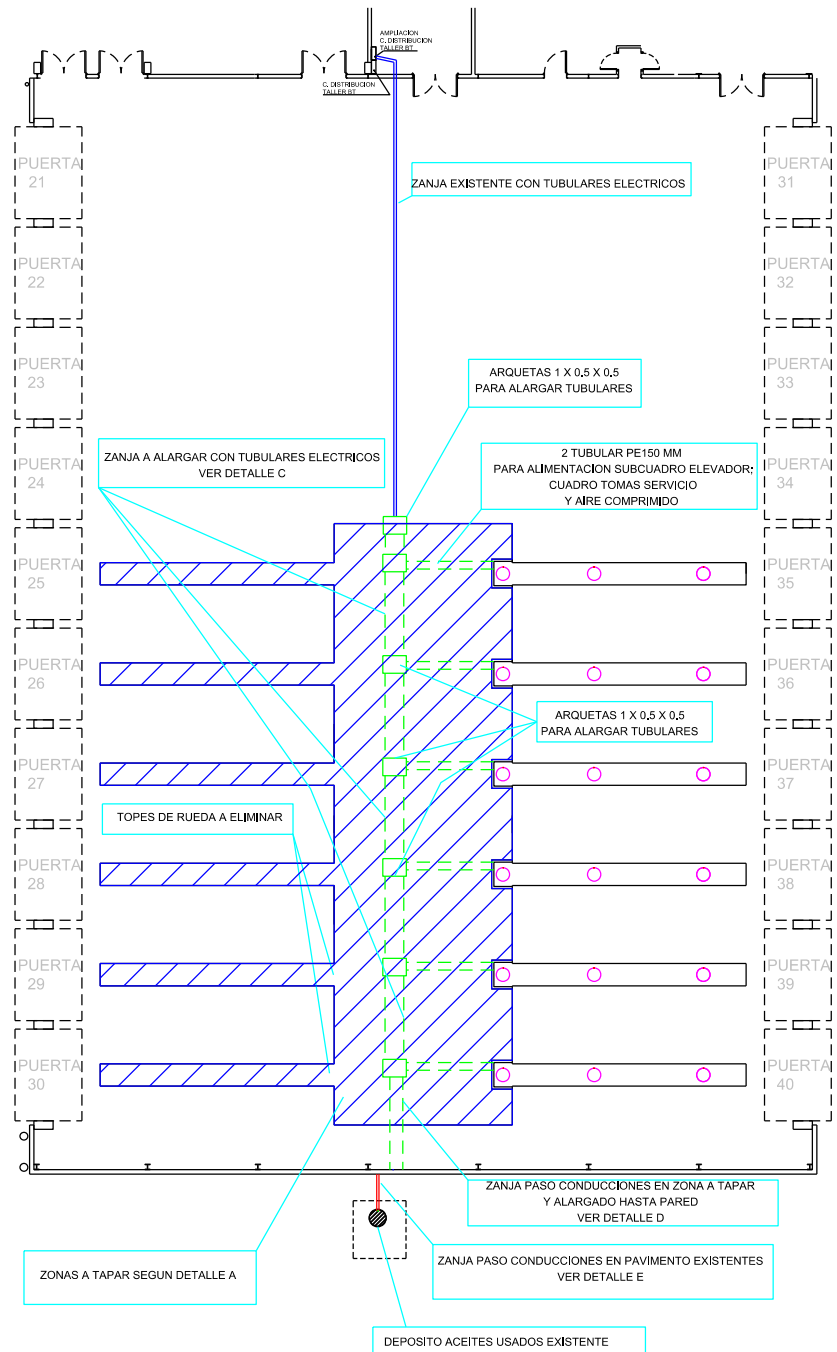 AMPLIACION
C. DISTRIBUCION
TALLER BT
C. DISTRIBUCION
TALLER BT
PUERTA
21
PUERTA
31
ZANJA EXISTENTE CON TUBULARES ELECTRICOS
PUERTA
22
PUERTA
32
PUERTA
23
PUERTA
33
ARQUETAS 1 X 0.5 X 0.5
PARA ALARGAR TUBULARES
ZANJA A ALARGAR CON TUBULARES ELECTRICOS
VER DETALLE C
2 TUBULAR PE150 MM
PARA ALIMENTACION SUBCUADRO ELEVADOR;
CUADRO TOMAS SERVICIO
Y AIRE COMPRIMIDO
PUERTA
24
PUERTA
34
PUERTA
25
PUERTA
35
PUERTA
26
PUERTA
36
ARQUETAS 1 X 0.5 X 0.5
PARA ALARGAR TUBULARES
PUERTA
27
PUERTA
37
TOPES DE RUEDA A ELIMINAR
PUERTA
28
PUERTA
38
PUERTA
29
PUERTA
39
PUERTA
30
PUERTA
40
ZANJA PASO CONDUCCIONES EN ZONA A TAPAR
Y ALARGADO HASTA PARED
VER DETALLE D
ZANJA PASO CONDUCCIONES EN PAVIMENTO EXISTENTES
VER DETALLE E
ZONAS A TAPAR SEGUN DETALLE A
DEPOSITO ACEITES USADOS EXISTENTE